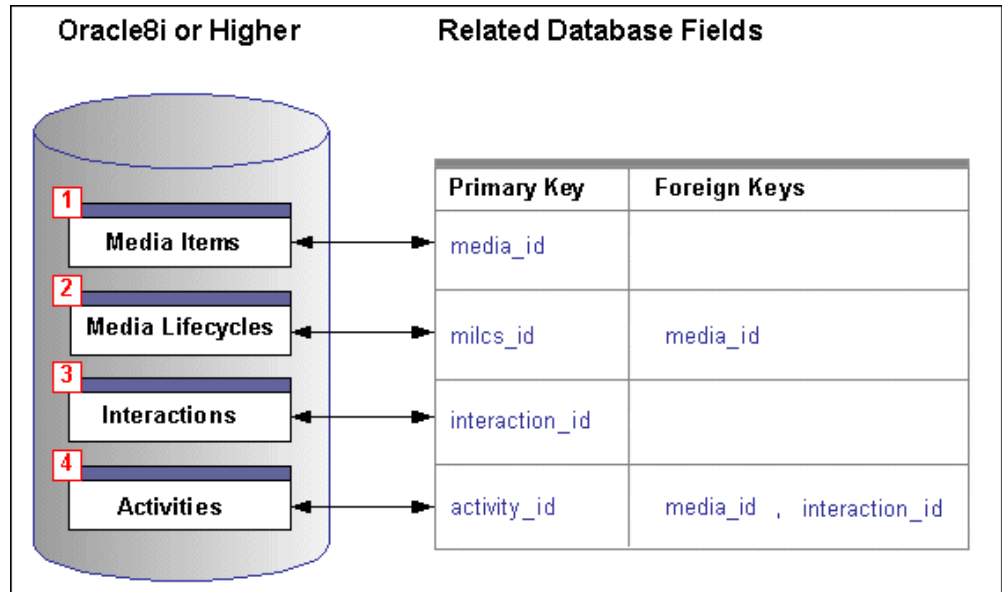 Oracle8i or Higher Related Database Fields
Primary Key Foreign Keys
1
Media Items media_id
2
Media Lifecycles milcs_id media_id
3
Interactions interaction_id
4
Activities activity_id media_id , interaction_id